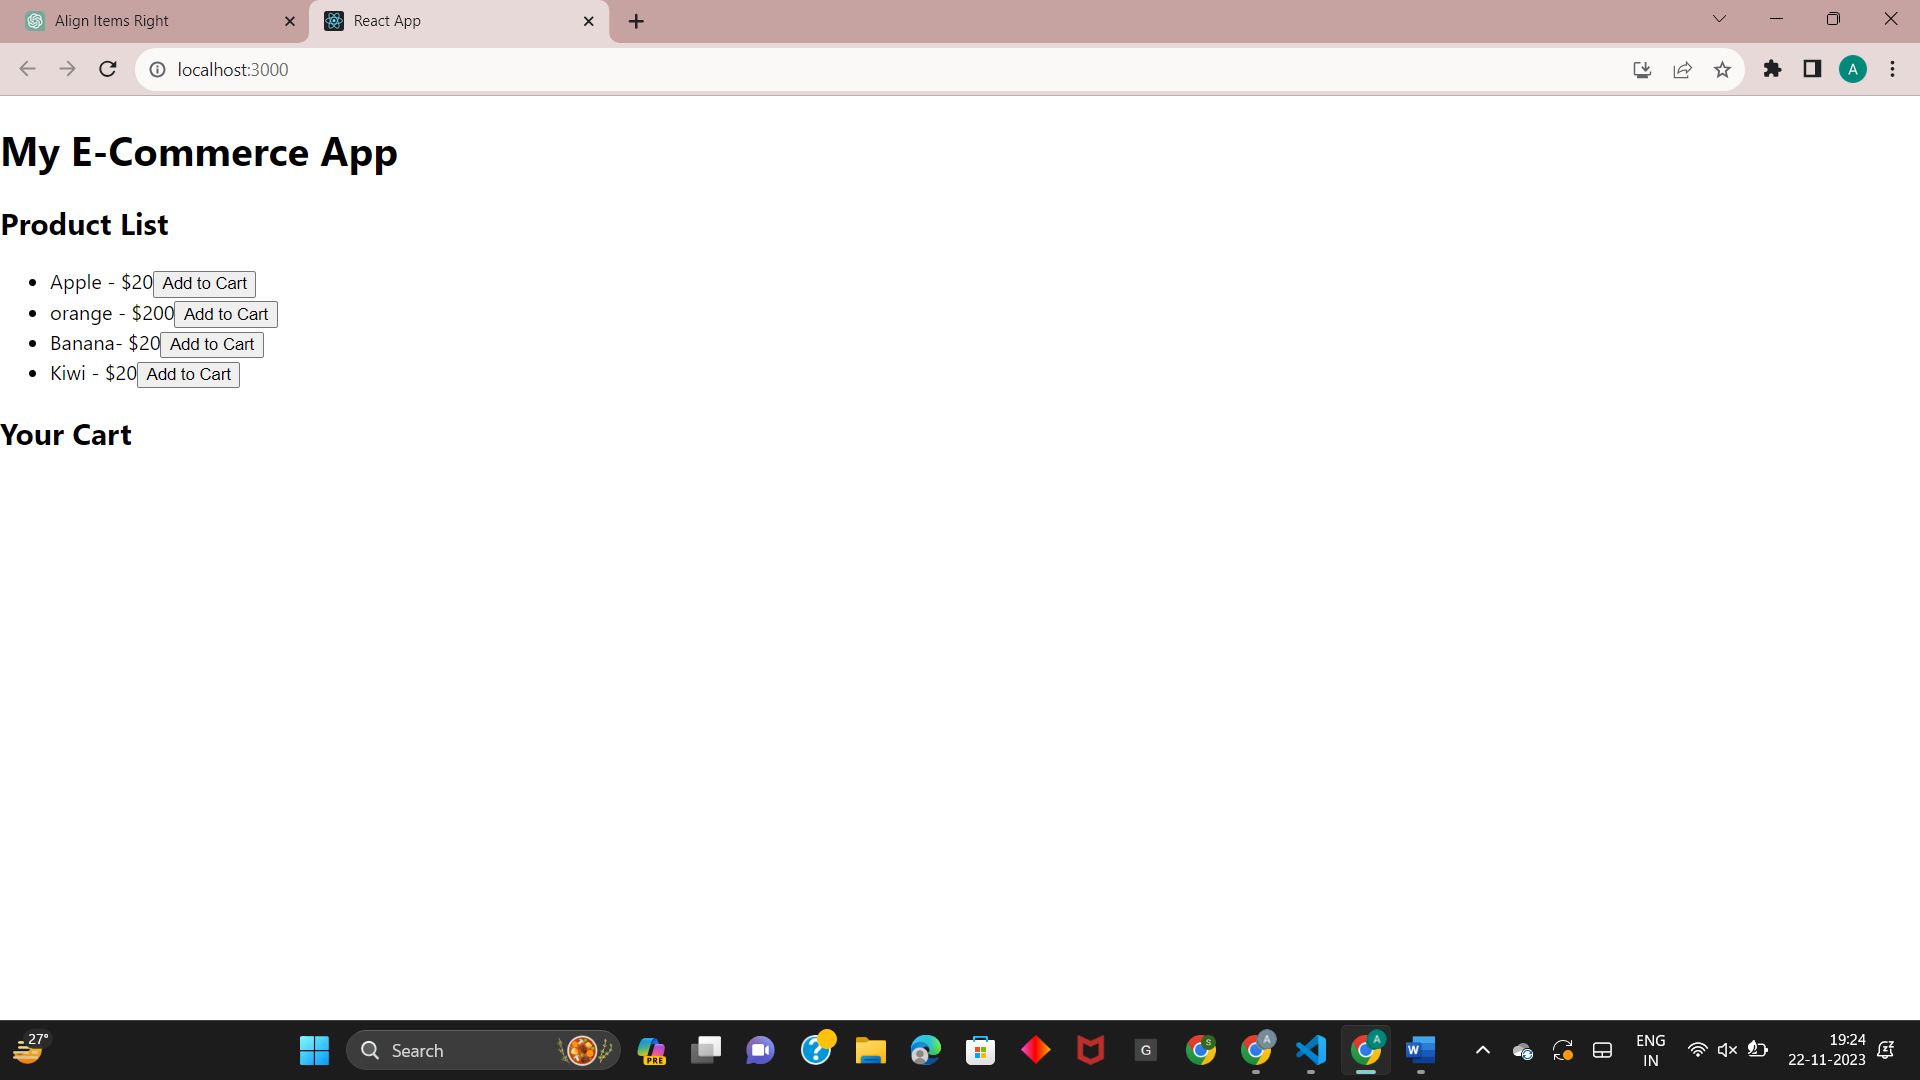 Align Items Right
React App
localhost:3000
A
My E-Commerce App
Product List
Apple - $20 Add to Cart
orange - $200 Add to Cart
Banana- $20 Add to Cart
Kiwi - $20 Add to Cart
Your Cart
27°
Search
PRE
G
S
A
A
W
ENG
IN
19:24
22-11-2023